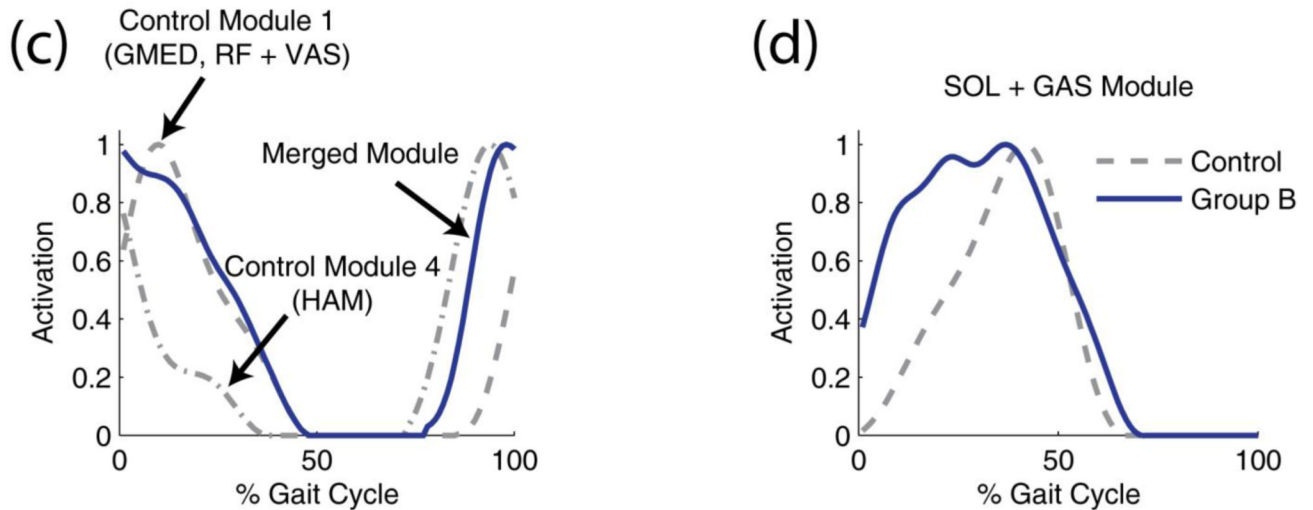 (c)
Control Module 1
(GMED, RF + VAS)
Merged Module
Control Module 4
(HAM)
Activation
1
0.8
0.6
0.4
0.2
0
0
50
100
% Gait Cycle
(d)
SOL + GAS Module
Control
Group B
Activation
1
0.8
0.6
0.4
0.2
0
0
50
100
% Gait Cycle